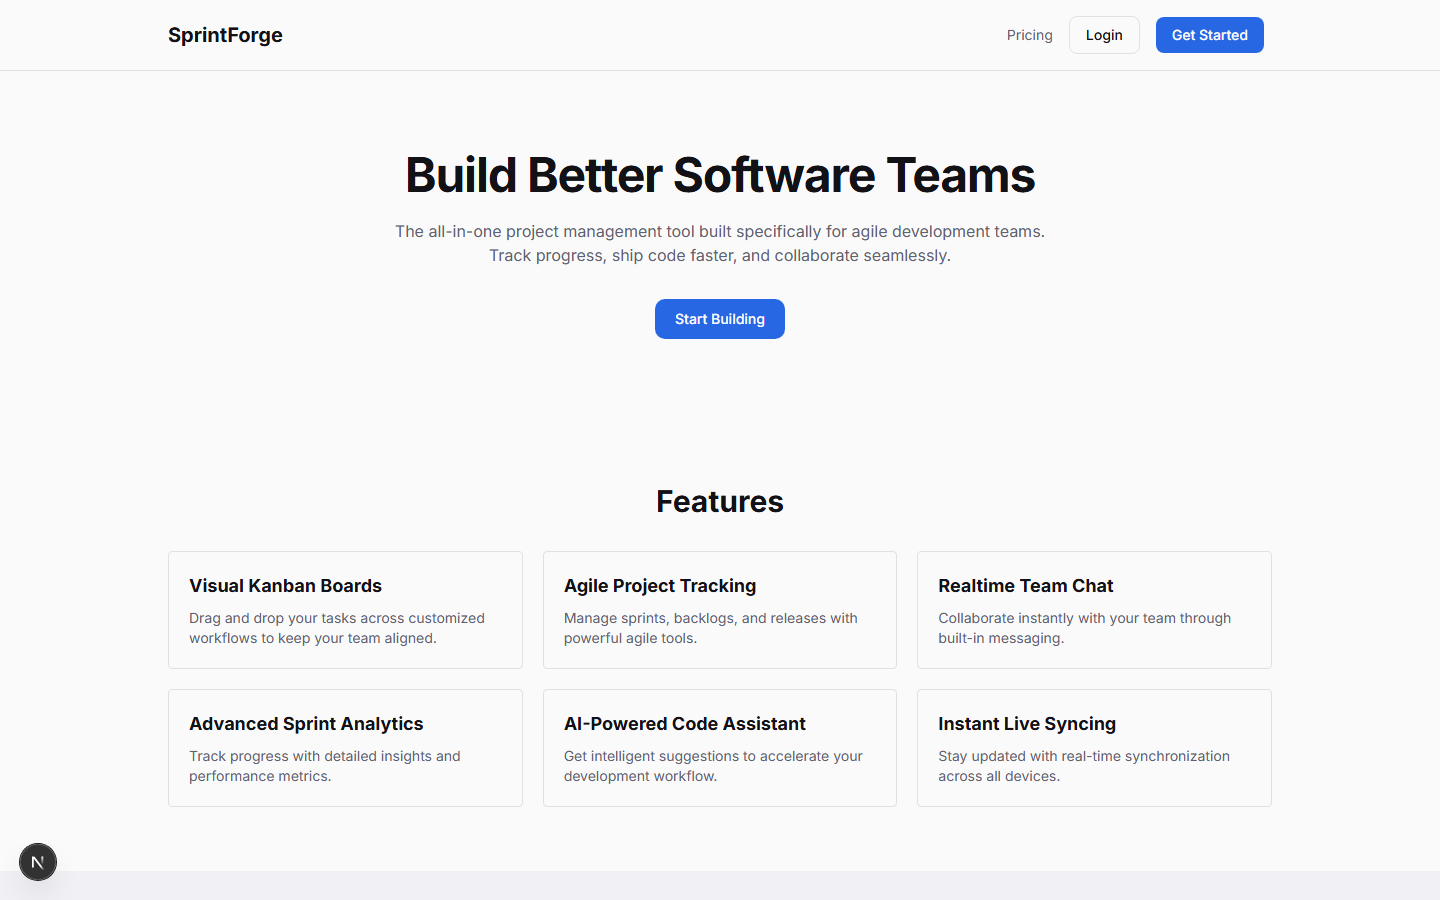 SprintForge
Pricing
Login
Get Started
Build Better Software Teams
The all-in-one project management tool built specifically for agile development teams.
Track progress, ship code faster, and collaborate seamlessly.
Start Building
Features
Visual Kanban Boards
Drag and drop your tasks across customized
workflows to keep your team aligned.
Agile Project Tracking
Manage sprints, backlogs, and releases with
powerful agile tools.
Realtime Team Chat
Collaborate instantly with your team through
built-in messaging.
Advanced Sprint Analytics
Track progress with detailed insights and
performance metrics.
AI-Powered Code Assistant
Get intelligent suggestions to accelerate your
development workflow.
Instant Live Syncing
Stay updated with real-time synchronization
across all devices.
N